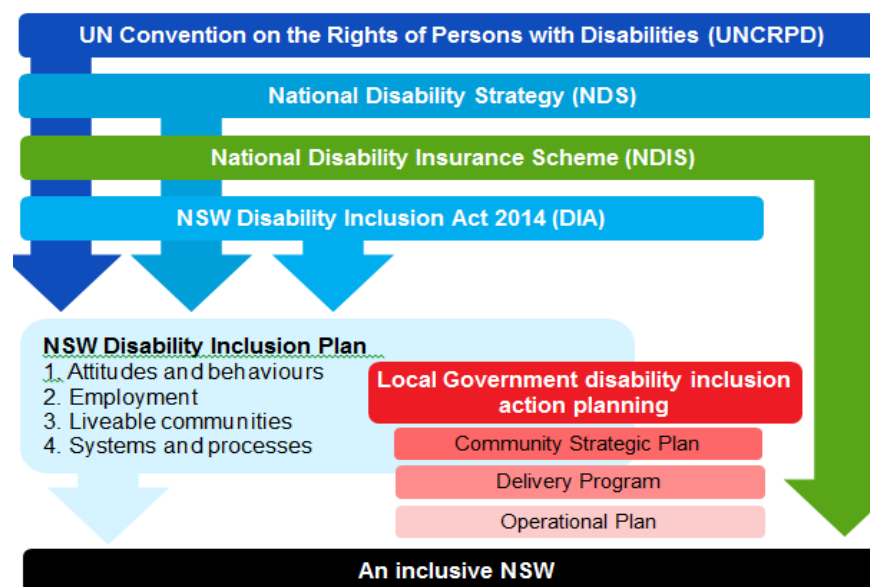 UN Convention on the Rights of Persons with Disabilities (UNCRPD)
National Disability Strategy (NDS)
National Disability Insurance Scheme (NDIS)
NSW Disability Inclusion Act 2014 (DIA)
NSW Disability Inclusion Plan
1. Attitudes and behaviours
2. Employment
3. Liveable communities
4. Systems and processes
Local Government disability inclusion
action planning
Community Strategic Plan
Delivery Program
Operational Plan
An inclusive NSW